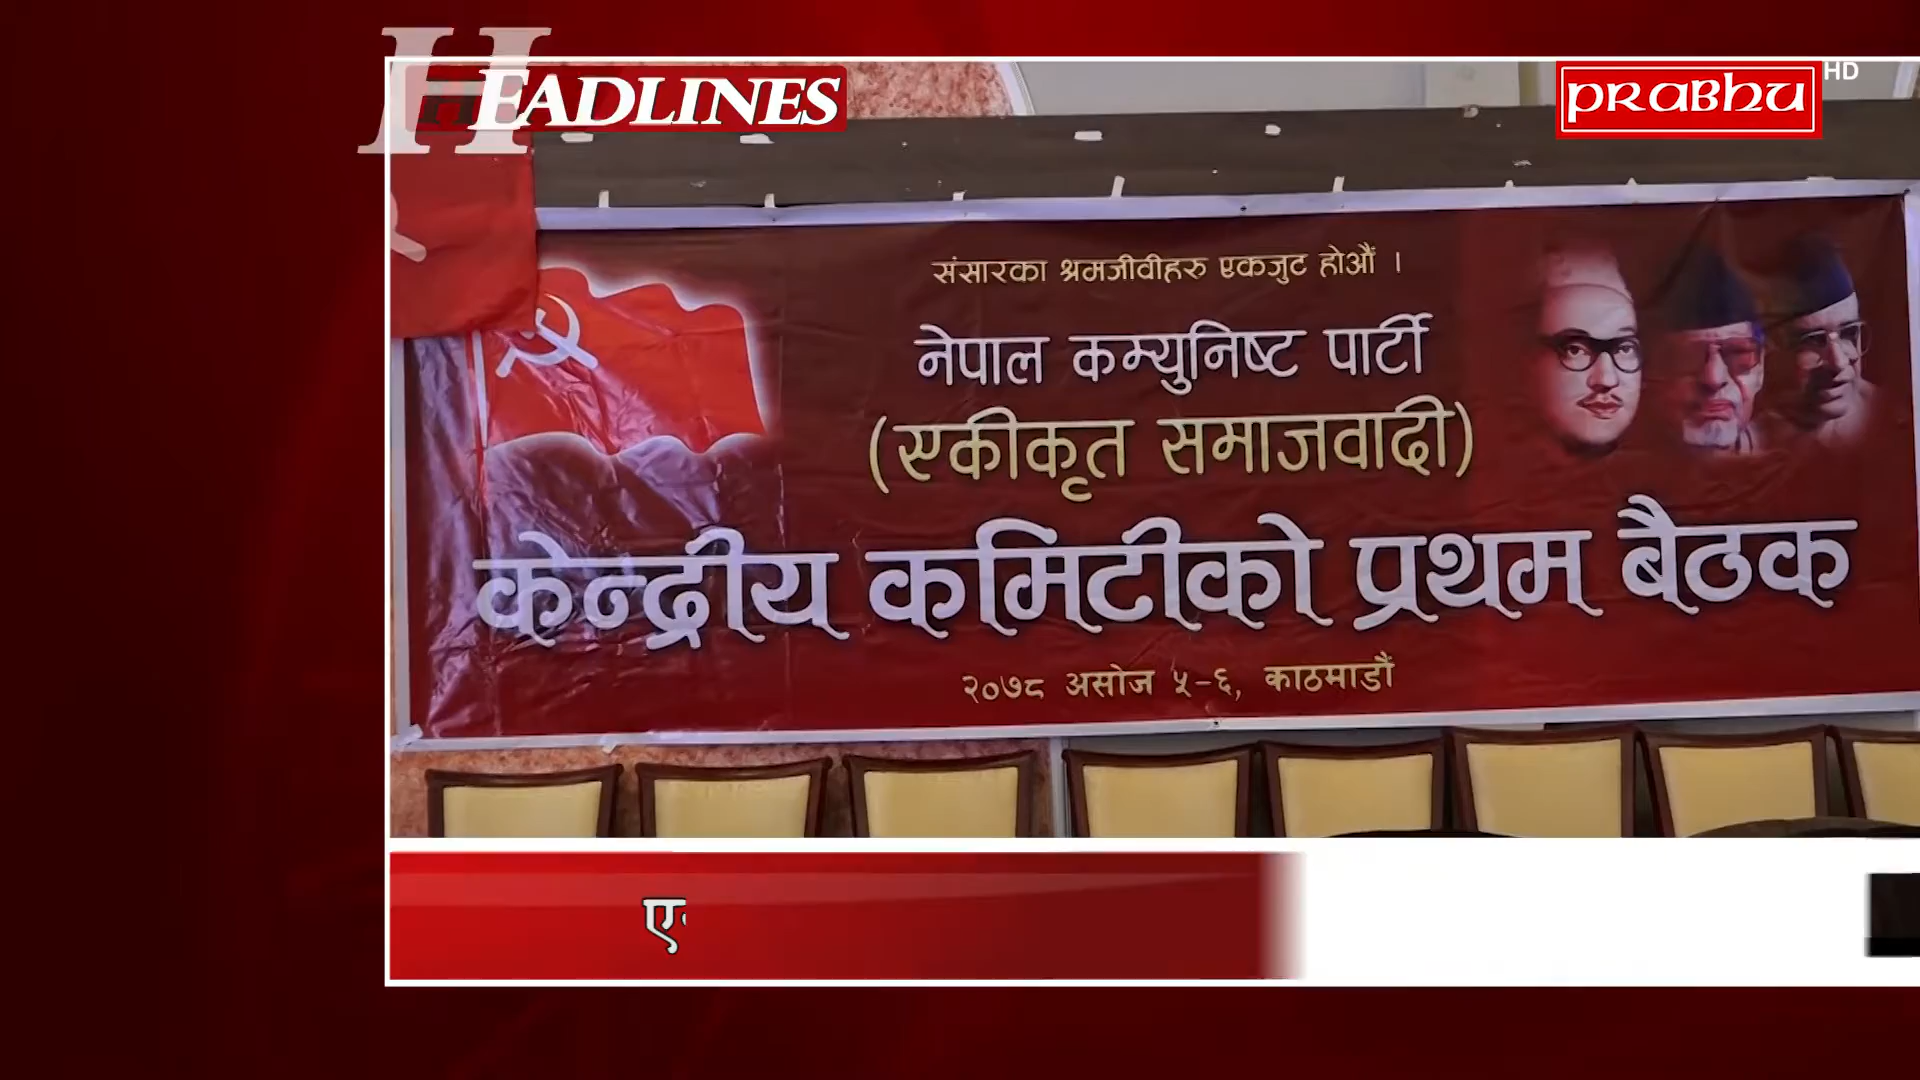 HEADLINES
PRABHU HD
संसारका श्रमजीवीहरु एकजुट होऔं ।
नेपाल कम्युनिष्ट पार्टी
(एकीकृत समाजवादी)
केन्द्रीय कमिटीको प्रथम बैठक
२०७८ असोज ५-६, काठमाडौं